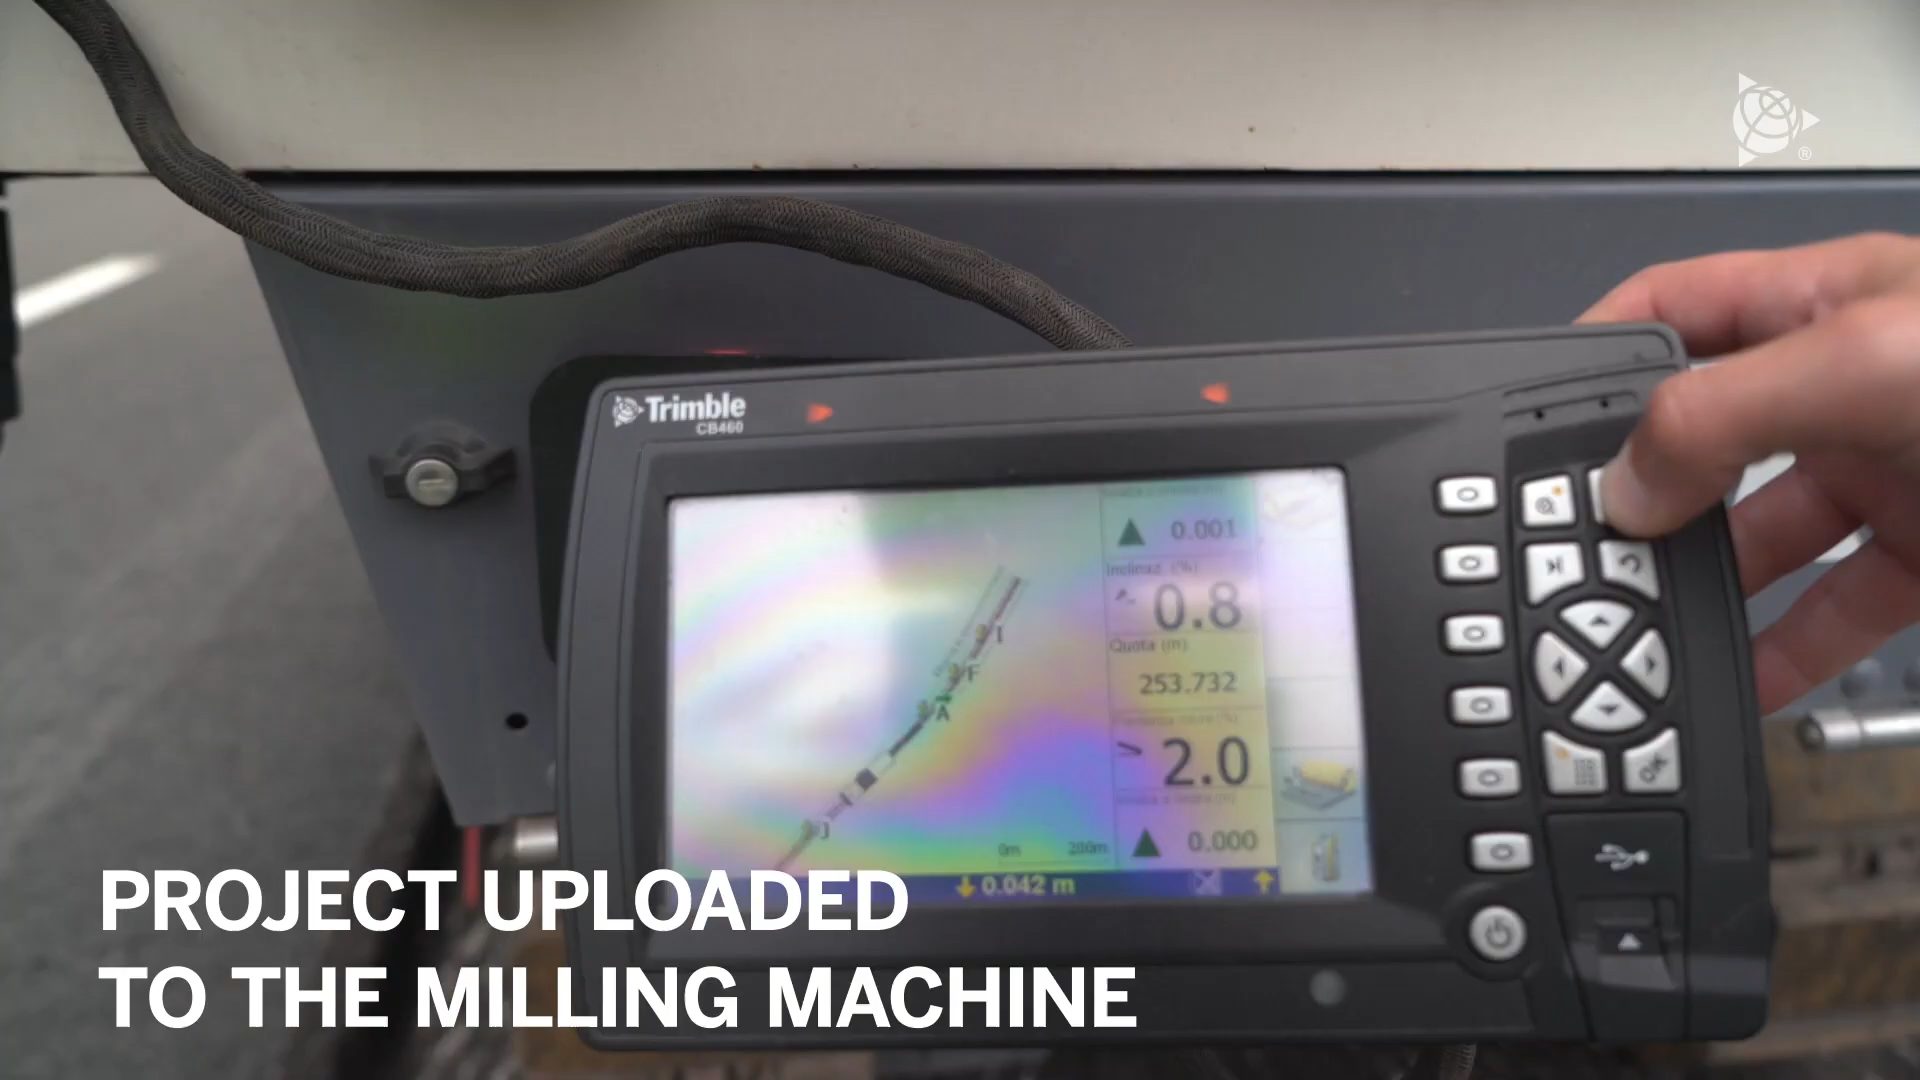 ®
Trimble
CB460
0.001
Inclinaz. (%)
0.8
Quota (m)
253.732
2.0
0.000
I
F
A
J
0m 200m
0.042 m
OK
PROJECT UPLOADED
TO THE MILLING MACHINE